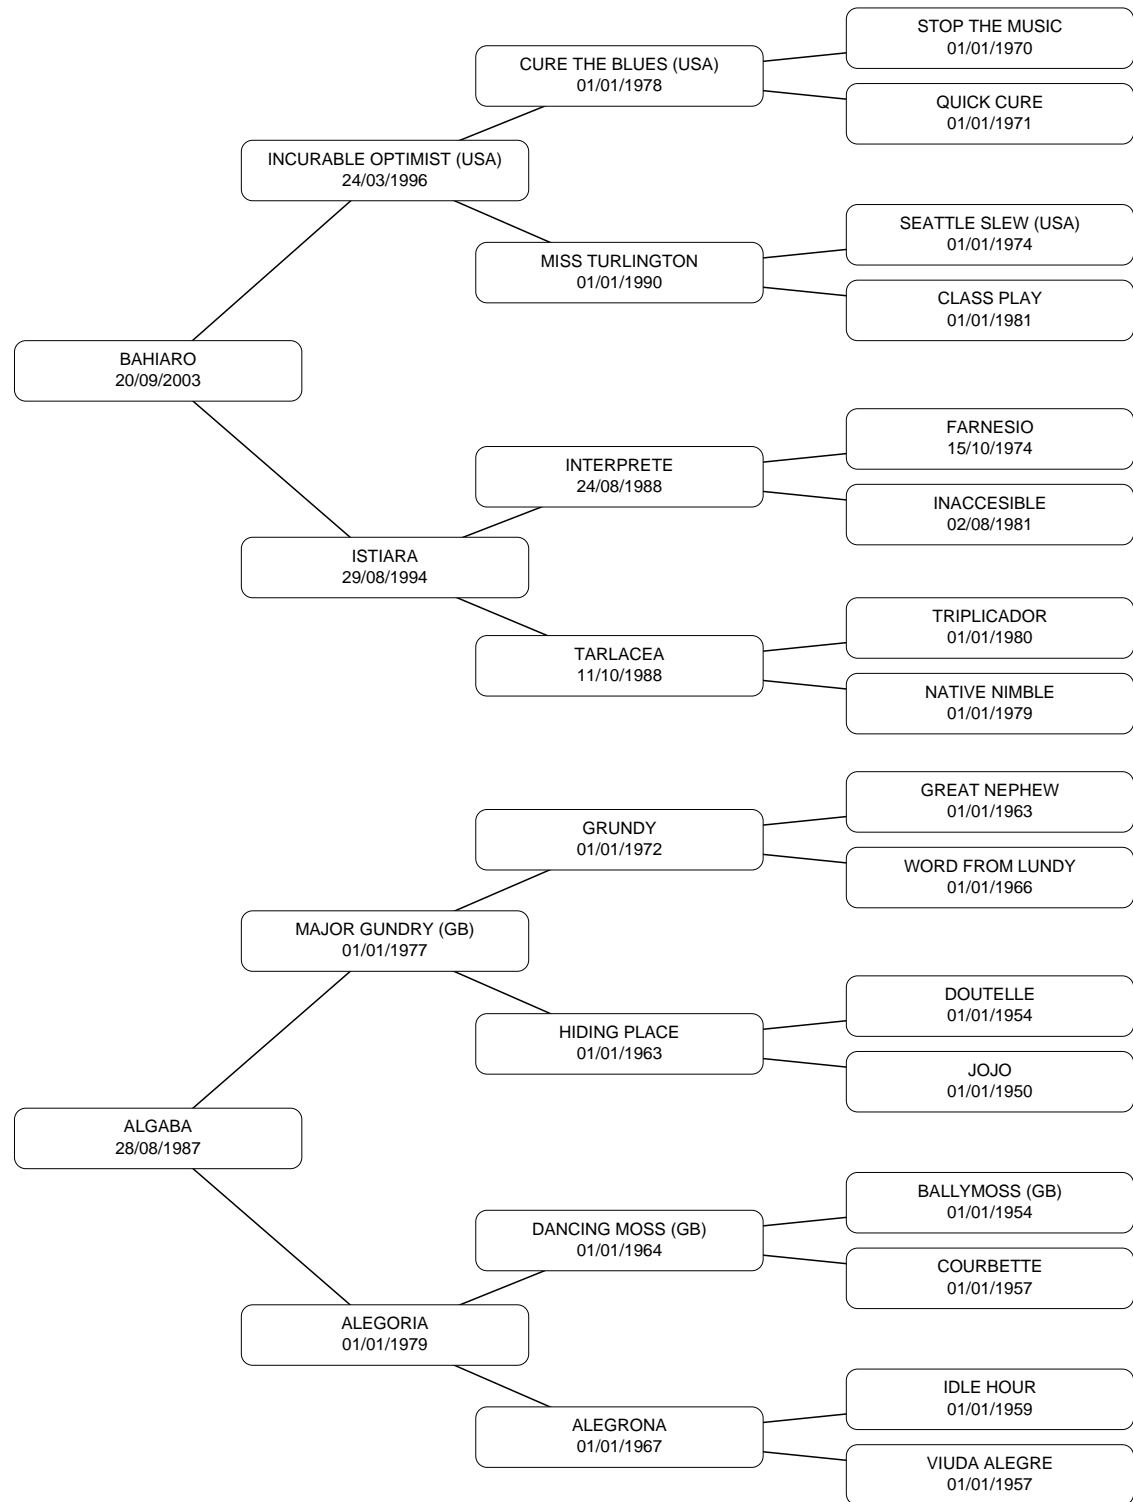 STOP THE MUSIC
01/01/1970
CURE THE BLUES (USA)
01/01/1978
QUICK CURE
01/01/1971
INCURABLE OPTIMIST (USA)
24/03/1996
SEATTLE SLEW (USA)
01/01/1974
MISS TURLINGTON
01/01/1990
CLASS PLAY
01/01/1981
BAHIARO
20/09/2003
FARNESIO
15/10/1974
INTERPRETE
24/08/1988
INACCESIBLE
02/08/1981
ISTIARA
29/08/1994
TRIPLICADOR
01/01/1980
TARLACEA
11/10/1988
NATIVE NIMBLE
01/01/1979
GREAT NEPHEW
01/01/1963
GRUNDY
01/01/1972
WORD FROM LUNDY
01/01/1966
MAJOR GUNDRY (GB)
01/01/1977
DOUTELLE
01/01/1954
HIDING PLACE
01/01/1963
JOJO
01/01/1950
ALGABA
28/08/1987
BALLYMOSS (GB)
01/01/1954
DANCING MOSS (GB)
01/01/1964
COURBETTE
01/01/1957
ALEGORIA
01/01/1979
IDLE HOUR
01/01/1959
ALEGRONA
01/01/1967
VIUDA ALEGRE
01/01/1957